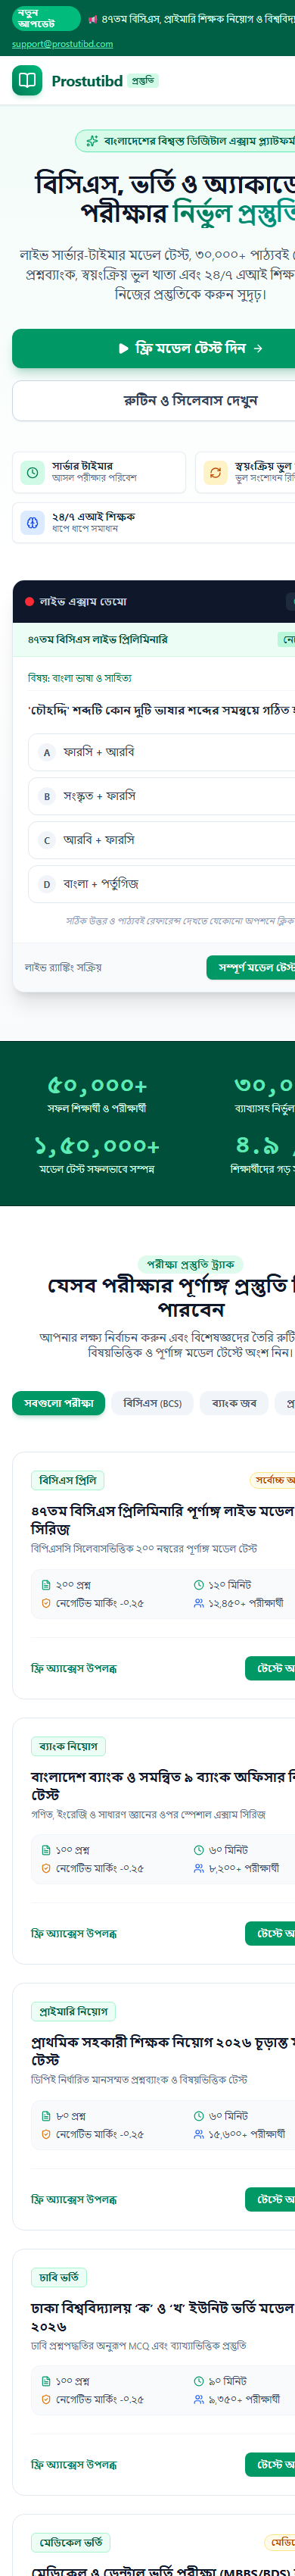 নতুন আপডেট
৪৭তম বিসিএস, প্রাইমারি শিক্ষক নিয়োগ ও
support@prostutibd.com
Prostutibd প্রস্তুতি
বাংলাদেশের বিশ্বস্ত ডিজিটাল এক্সাম প্ল্যাটফর্ম
বিসিএস, ভর্তি ও
পরীক্ষার নির্ভুল প্রস্তুতি
লাইভ সার্ভার-টাইমার মডেল টেস্ট, ৩০,০০০+ পাঠ্যবই
প্রশ্নব্যাংক, স্বয়ংক্রিয় ভুল খাতা এবং ২৪/৭ এআই
নিজের প্রস্তুতিকে করুন সুদৃঢ়।
ফ্রি মডেল টেস্ট দিন
রুটিন ও সিলেবাস দেখুন
সার্ভার টাইমার
আসল পরীক্ষার পরিবেশ
স্বয়ংক্রিয় ভুল
ভুল সংশোধন
২৪/৭ এআই শিক্ষক
ধাপে ধাপে সমাধান
লাইভ এক্সাম ডেমো
৪৭তম বিসিএস লাইভ প্রিলিমিনারি
বিষয়: বাংলা ভাষা ও সাহিত্য
'চৌহদ্দি' শব্দটি কোন দুটি ভাষার শব্দের সমন্বয়ে গঠিত
A ফারসি + আরবি
B সংস্কৃত + ফারসি
C আরবি + ফারসি
D বাংলা + পর্তুগিজ
সঠিক উত্তর ও পাঠ্যবই রেফারেন্স দেখতে যেকোনো অপশনে ক্লিক
লাইভ র‍্যাঙ্কিং সক্রিয়
সম্পূর্ণ মডেল টেস্ট
৫০,০০০+
সফল শিক্ষার্থী ও পরীক্ষার্থী
৩০,০
ব্যাখ্যাসহ নির্ভুল
১,৫০,০০০+
মডেল টেস্ট সফলভাবে সম্পন্ন
৪.৯
শিক্ষার্থীদের গড়
পরীক্ষা প্রস্তুতি ট্র্যাক
যেসব পরীক্ষার পূর্ণাঙ্গ প্রস্তুতি
পারবেন
আপনার লক্ষ্য নির্বাচন করুন এবং বিশেষজ্ঞদের তৈরি
বিষয়ভিত্তিক ও পূর্ণাঙ্গ মডেল টেস্টে অংশ নিন।
সবগুলো পরীক্ষা
বিসিএস (BCS)
ব্যাংক জব
বিসিএস প্রিলি
সর্বোচ্চ
৪৭তম বিসিএস প্রিলিমিনারি পূর্ণাঙ্গ লাইভ মডেল
সিরিজ
বিপিএসসি সিলেবাসভিত্তিক ২০০ নম্বরের পূর্ণাঙ্গ মডেল টেস্ট
২০০ প্রশ্ন
১২০ মিনিট
নেগেটিভ মার্কিং -০.২৫
১২,৪৫০+ পরীক্ষার্থী
ফ্রি অ্যাক্সেস উপলব্ধ
টেস্টে
ব্যাংক নিয়োগ
বাংলাদেশ ব্যাংক ও সমন্বিত ৯ ব্যাংক অফিসার
টেস্ট
গণিত, ইংরেজি ও সাধারণ জ্ঞানের ওপর স্পেশাল এক্সাম সিরিজ
১০০ প্রশ্ন
৬০ মিনিট
নেগেটিভ মার্কিং -০.২৫
৮,২০০+ পরীক্ষার্থী
ফ্রি অ্যাক্সেস উপলব্ধ
টেস্টে
প্রাইমারি নিয়োগ
প্রাথমিক সহকারী শিক্ষক নিয়োগ ২০২৬ চূড়ান্ত
টেস্ট
ডিপিই নির্ধারিত মানসম্মত প্রশ্নব্যাংক ও বিষয়ভিত্তিক টেস্ট
৮০ প্রশ্ন
৬০ মিনিট
নেগেটিভ মার্কিং -০.২৫
১৫,৬০০+ পরীক্ষার্থী
ফ্রি অ্যাক্সেস উপলব্ধ
টেস্টে
ঢাবি ভর্তি
ঢাকা বিশ্ববিদ্যালয় ‘ক’ ও ‘খ’ ইউনিট ভর্তি মডেল
২০২৬
ঢাবি প্রশ্নপদ্ধতির অনুরূপ MCQ এবং ব্যাখ্যাভিত্তিক প্রস্তুতি
১০০ প্রশ্ন
৯০ মিনিট
নেগেটিভ মার্কিং -০.২৫
৯,৩৫০+ পরীক্ষার্থী
ফ্রি অ্যাক্সেস উপলব্ধ
টেস্টে
মেডিকেল ভর্তি
মেডিকেল ও ডেন্টাল ভর্তি পরীক্ষা (MBBS/BDS)